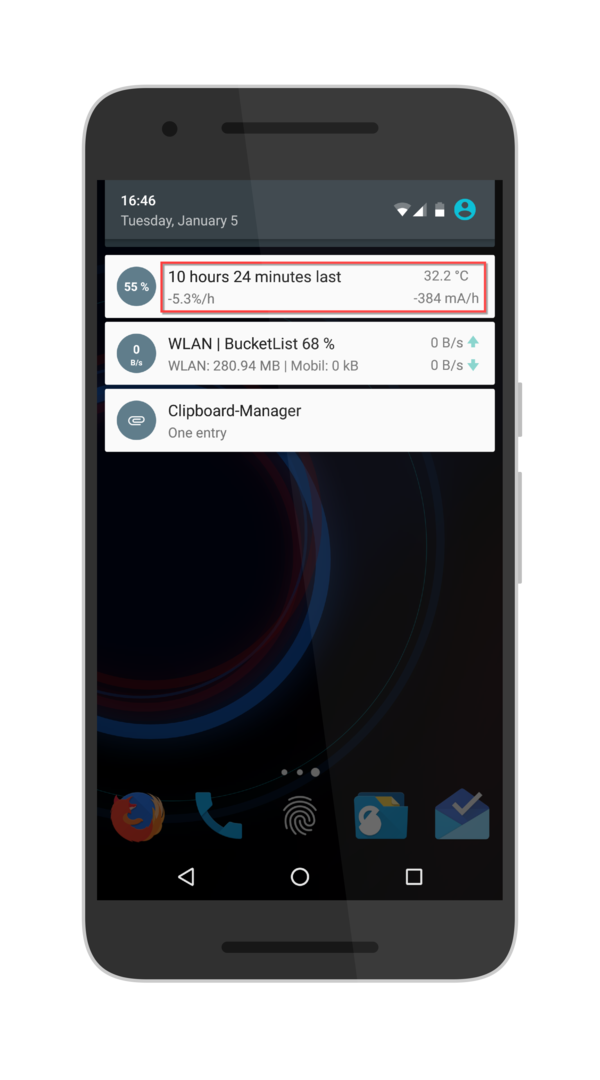 16:46
Tuesday, January 5
55 %
10 hours 24 minutes last
32.2 °C
-5.3%/h
-384 mA/h
0
B/s
WLAN | BucketList 68 %
0 B/s
WLAN: 280.94 MB | Mobil: 0 kB
0 B/s
Clipboard-Manager
One entry